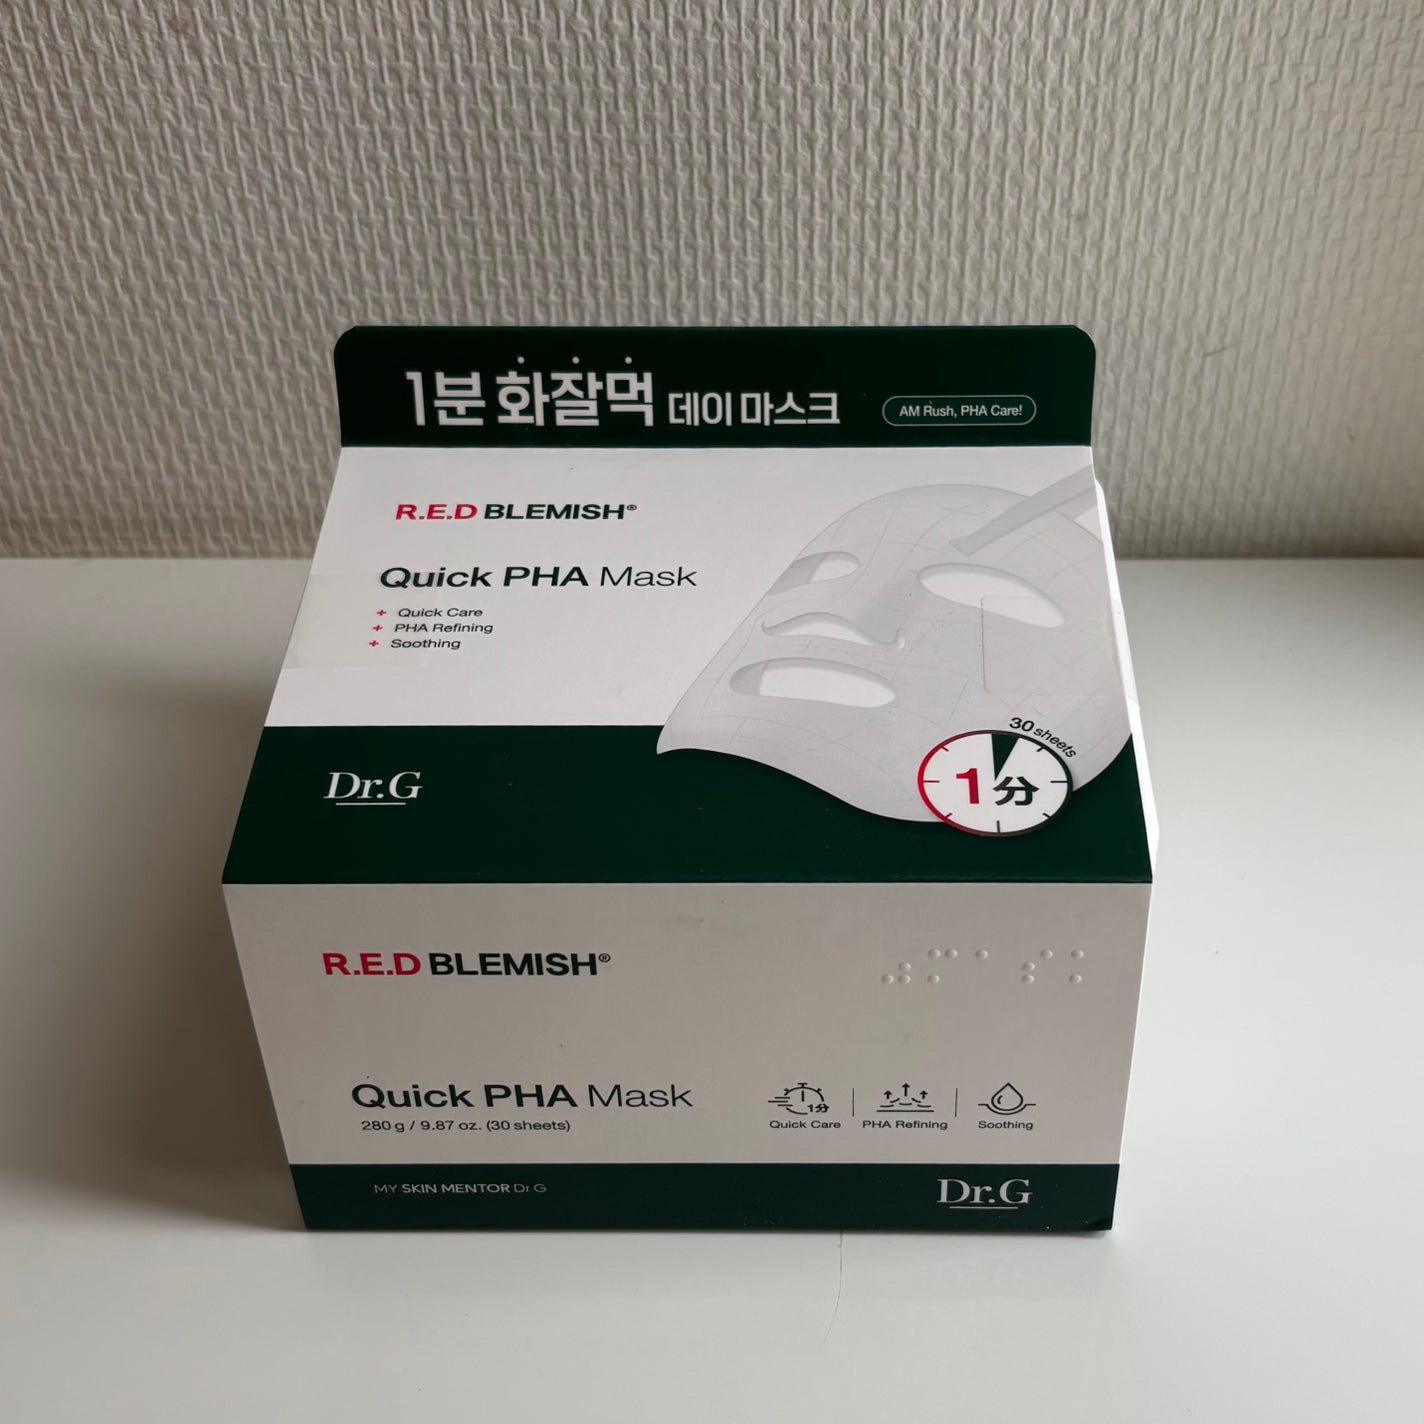 1분 화잘먹 데이 마스크
AM Rush, PHA Care!
R.E.D BLEMISH®
Quick PHA Mask
+ Quick Care
+ PHA Refining
+ Soothing
30 sheets
1分
Dr.G
R.E.D BLEMISH®
Quick PHA Mask
280 g / 9.87 oz. (30 sheets)
1分
Quick Care
PHA Refining
Soothing
MY SKIN MENTOR Dr G
Dr.G